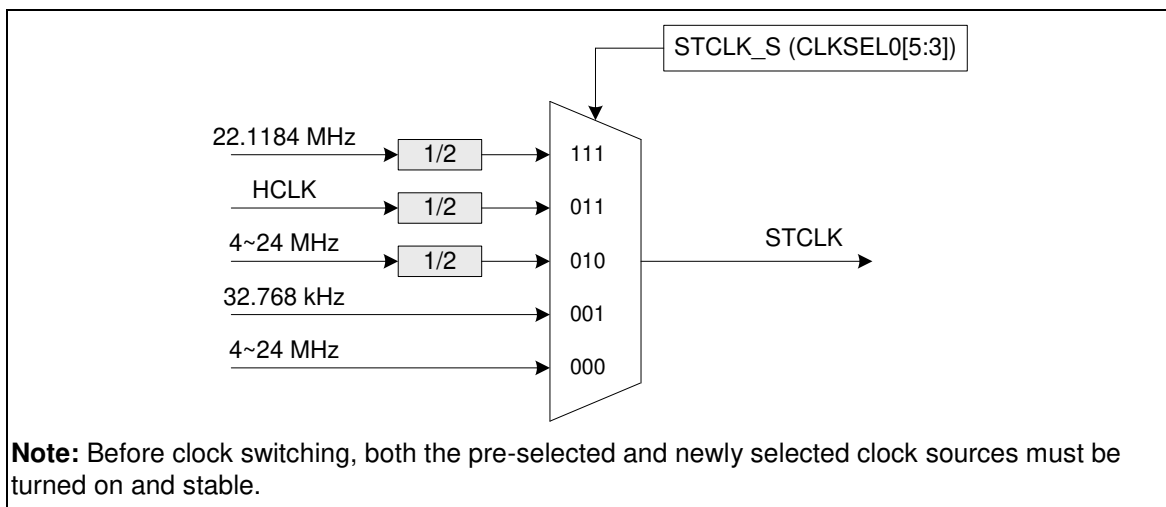 STCLK_S (CLKSEL0[5:3])
22.1184 MHz
1/2
111
HCLK
1/2
011
4~24 MHz
1/2
010
STCLK
32.768 kHz
001
4~24 MHz
000
Note: Before clock switching, both the pre-selected and newly selected clock sources must be
turned on and stable.